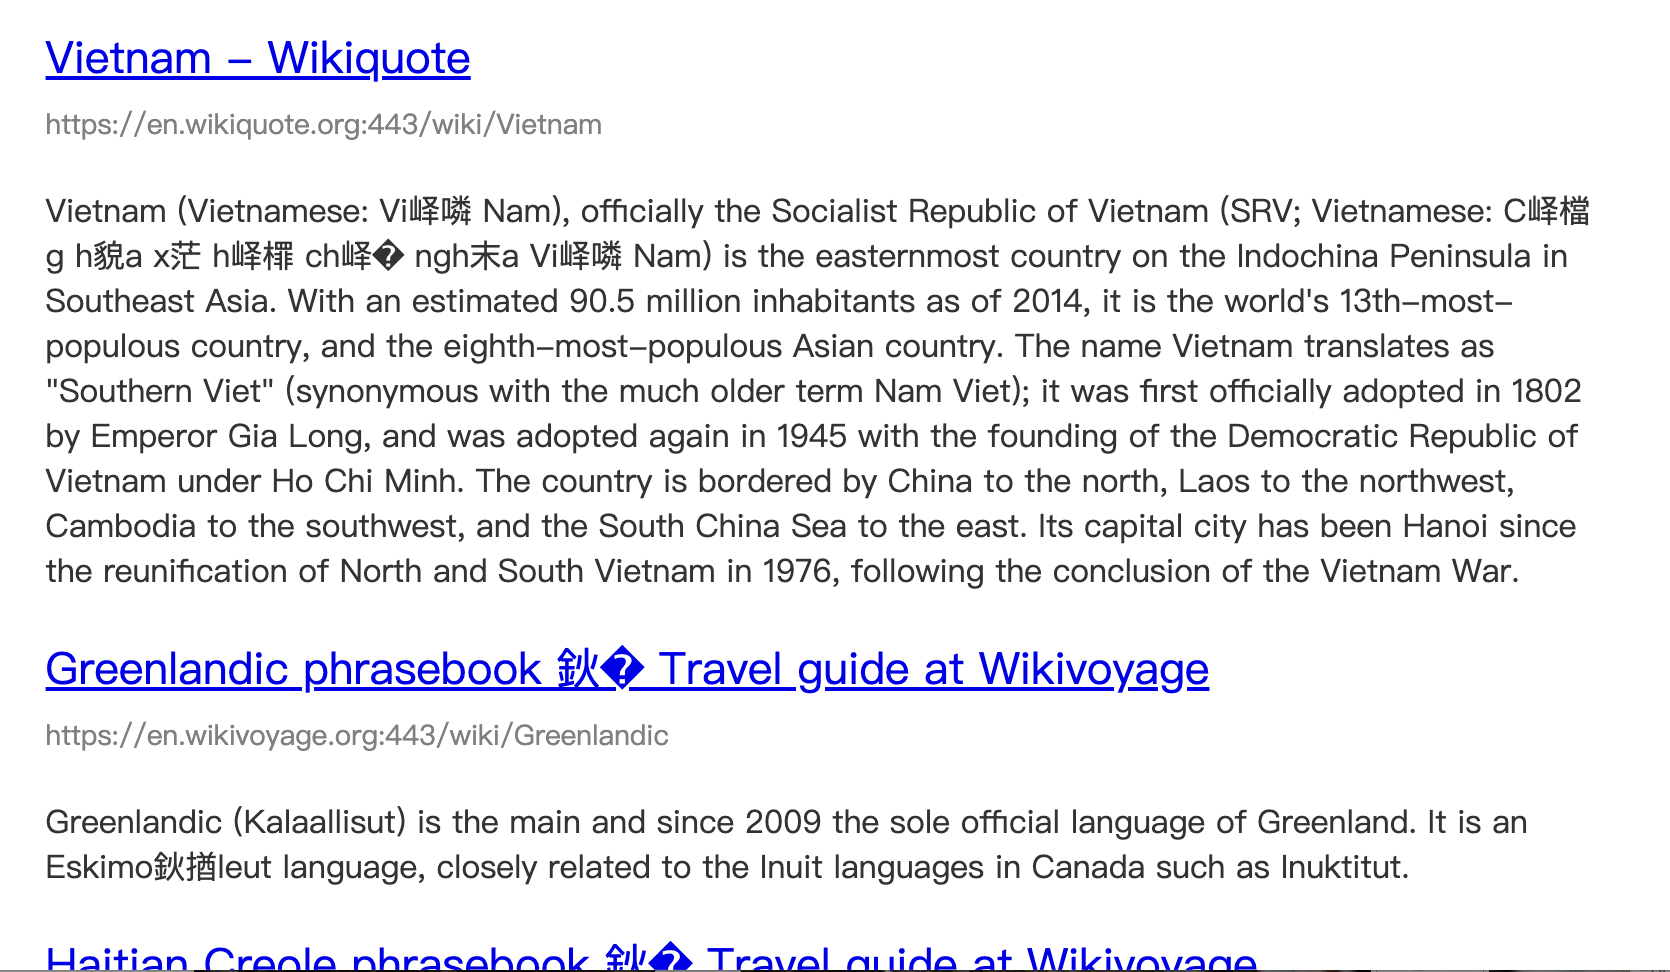 Vietnam - Wikiquote
https://en.wikiquote.org:443/wiki/Vietnam
Vietnam (Vietnamese: Vi峄噒 Nam), officially the Socialist Republic of Vietnam (SRV; Vietnamese: C峄檔
g h貌a x茫 h峄檌 ch峄� ngh末a Vi峄噒 Nam) is the easternmost country on the Indochina Peninsula in
Southeast Asia. With an estimated 90.5 million inhabitants as of 2014, it is the world's 13th-most-
populous country, and the eighth-most-populous Asian country. The name Vietnam translates as
"Southern Viet" (synonymous with the much older term Nam Viet); it was first officially adopted in 1802
by Emperor Gia Long, and was adopted again in 1945 with the founding of the Democratic Republic of
Vietnam under Ho Chi Minh. The country is bordered by China to the north, Laos to the northwest,
Cambodia to the southwest, and the South China Sea to the east. Its capital city has been Hanoi since
the reunification of North and South Vietnam in 1976, following the conclusion of the Vietnam War.
Greenlandic phrasebook 鈥� Travel guide at Wikivoyage
https://en.wikivoyage.org:443/wiki/Greenlandic
Greenlandic (Kalaallisut) is the main and since 2009 the sole official language of Greenland. It is an
Eskimo鈥揂leut language, closely related to the Inuit languages in Canada such as Inuktitut.
Haitian Creole phrasebook 鈥� Travel guide at Wikivoyage